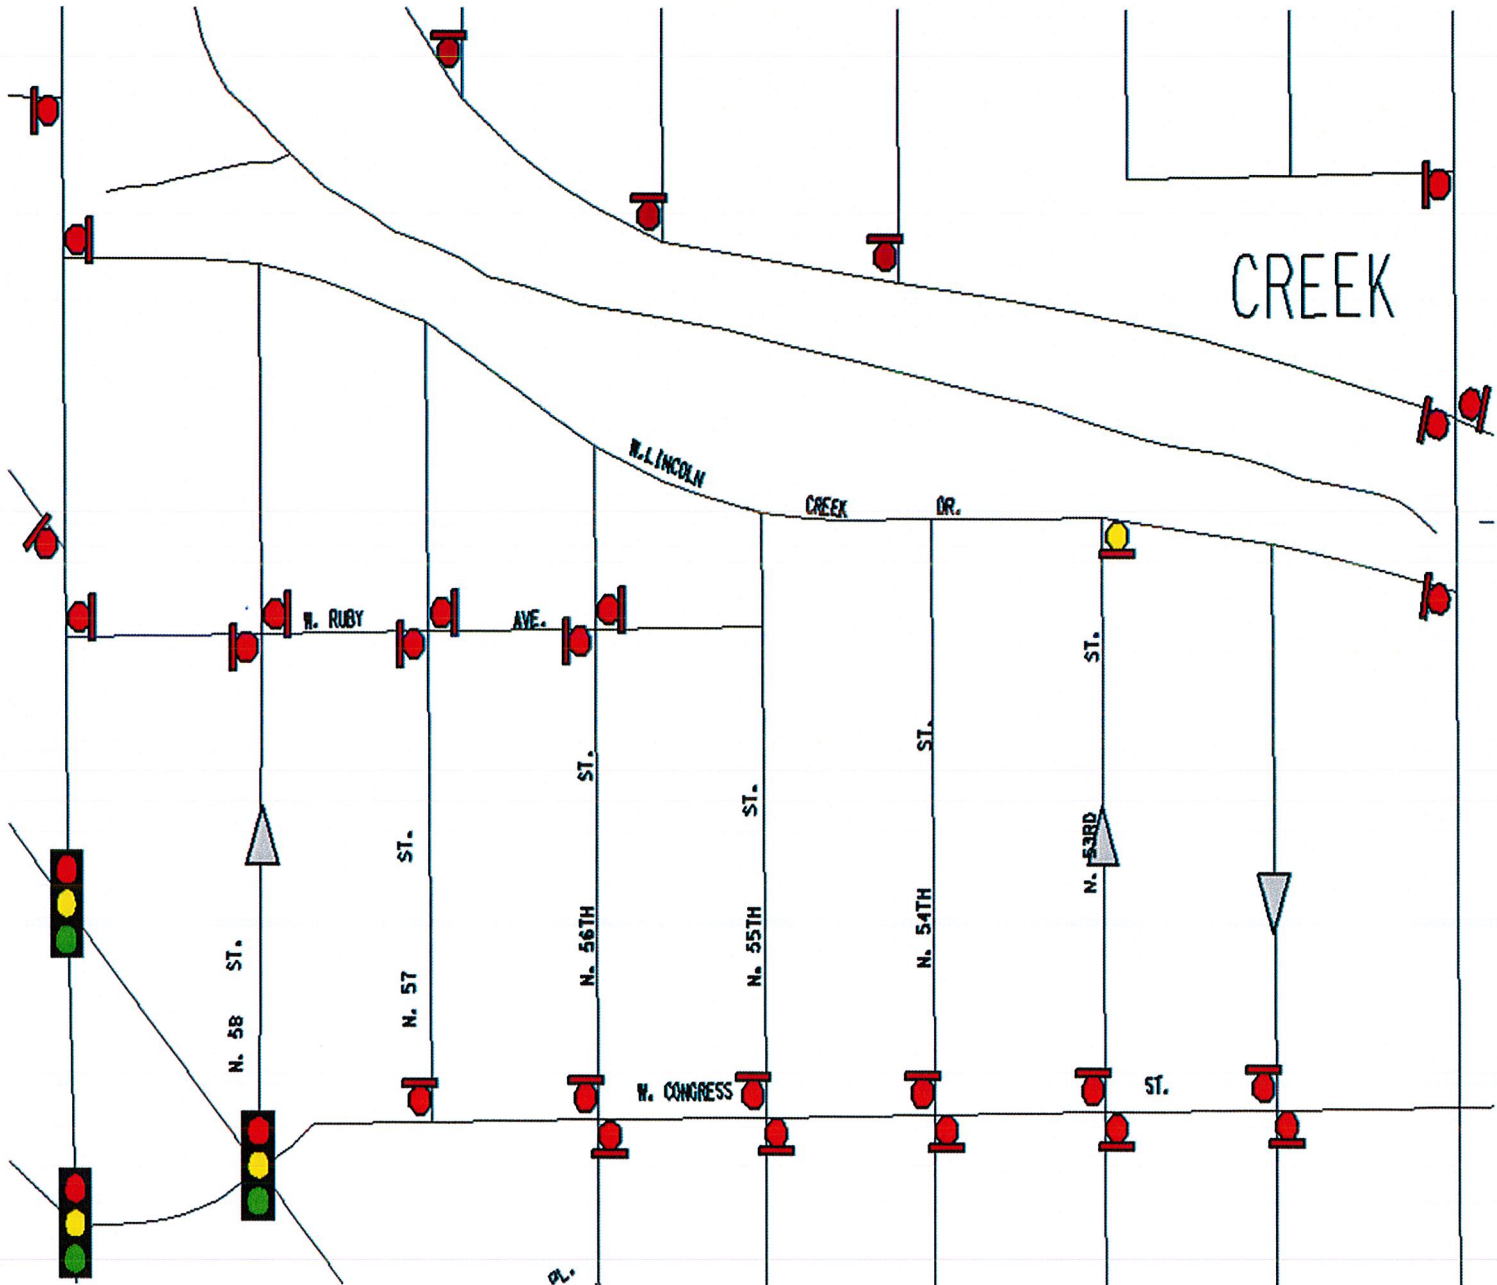 CREEK
W.LINCOLN CREEK DR.
W. RUBY AVE.
N. 58 ST.
N. 57 ST.
N. 56TH ST.
N. 55TH ST.
N. 54TH ST.
N. 53RD ST.
W. CONGRESS ST.
PL.